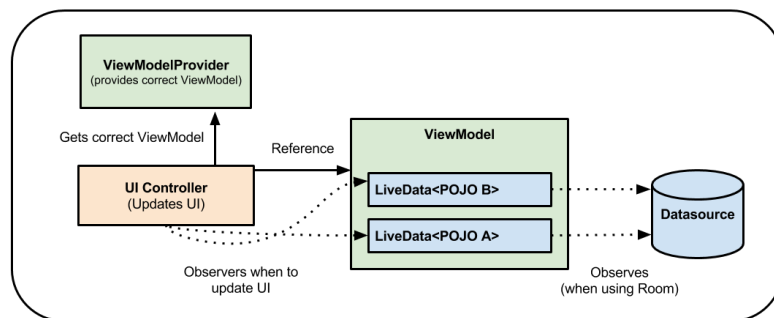 ViewModelProvider
(provides correct ViewModel)
Gets correct ViewModel
Reference
ViewModel
UI Controller
(Updates UI)
LiveData<POJO B>
LiveData<POJO A>
Datasource
Observers when to
update UI
Observes
(when using Room)